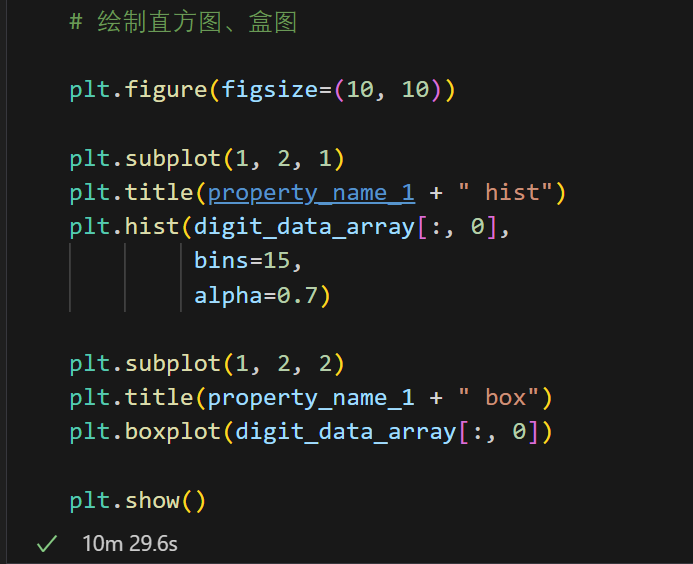 # 绘制直方图、盒图
plt.figure(figsize=(10, 10))
plt.subplot(1, 2, 1)
plt.title(property_name_1 + " hist")
plt.hist(digit_data_array[:, 0],
         bins=15,
         alpha=0.7)
plt.subplot(1, 2, 2)
plt.title(property_name_1 + " box")
plt.boxplot(digit_data_array[:, 0])
plt.show()
10m 29.6s